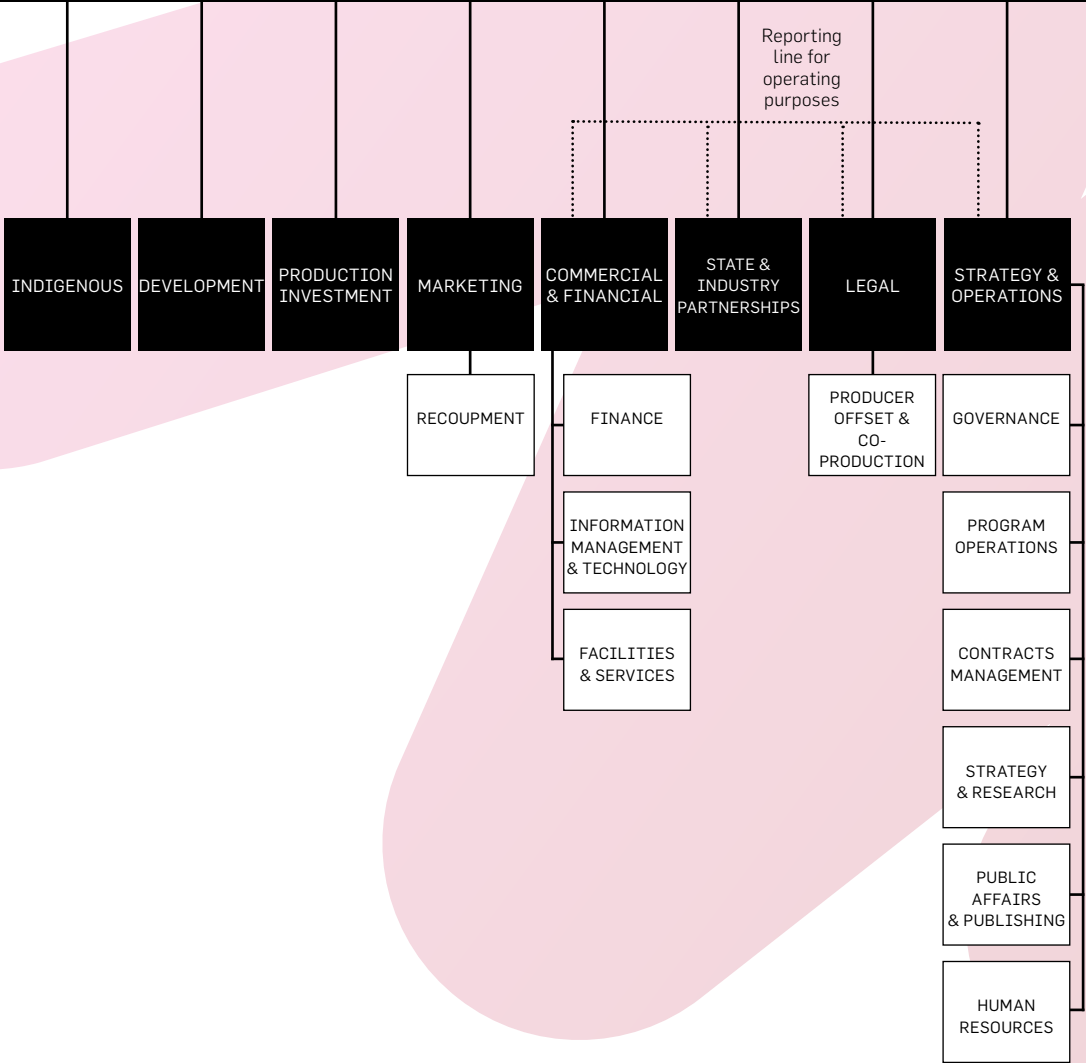 Reporting
line for
operating
purposes
INDIGENOUS
DEVELOPMENT
PRODUCTION
INVESTMENT
MARKETING
COMMERCIAL
& FINANCIAL
STATE &
INDUSTRY
PARTNERSHIPS
LEGAL
STRATEGY &
OPERATIONS
RECOUPMENT
FINANCE
PRODUCER
OFFSET &
CO-
PRODUCTION
GOVERNANCE
INFORMATION
MANAGEMENT
& TECHNOLOGY
PROGRAM
OPERATIONS
FACILITIES
& SERVICES
CONTRACTS
MANAGEMENT
STRATEGY
& RESEARCH
PUBLIC
AFFAIRS
& PUBLISHING
HUMAN
RESOURCES